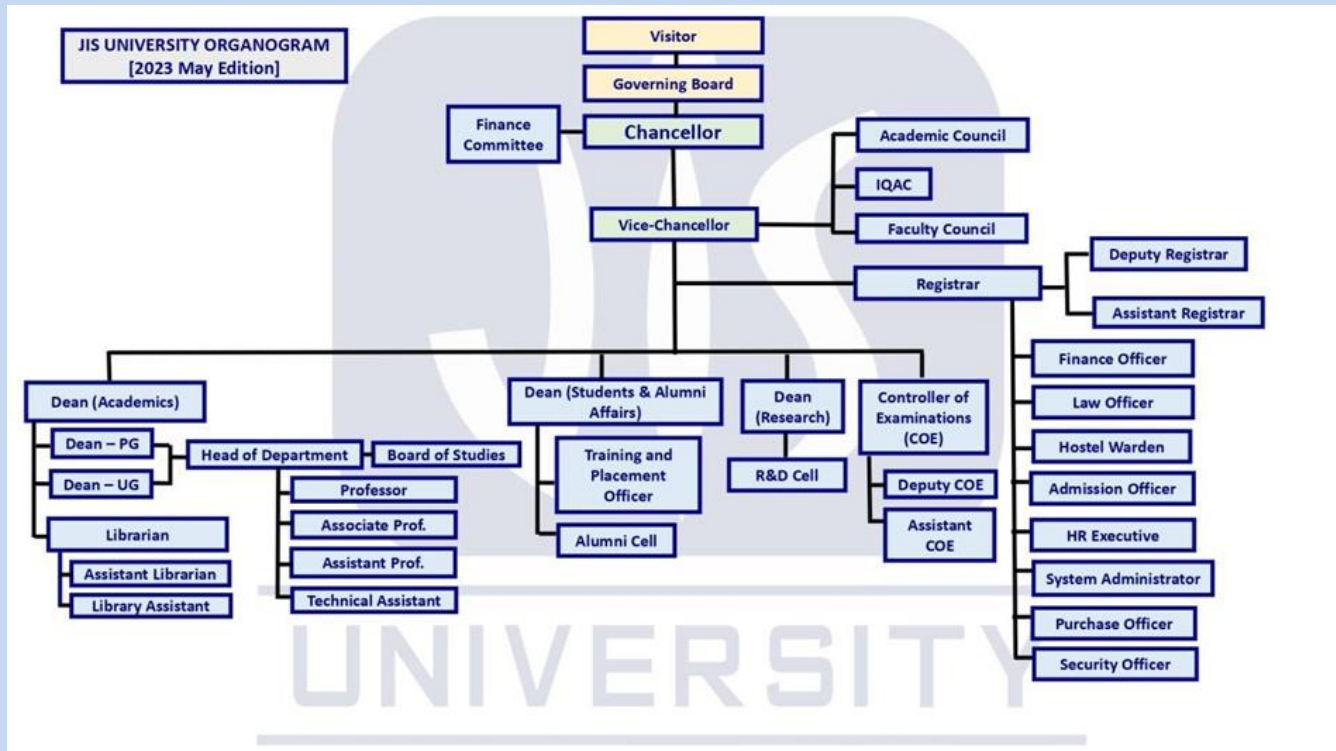 JIS UNIVERSITY ORGANOGRAM
[2023 May Edition]
Visitor
Governing Board
Finance
Committee
Chancellor
Academic Council
IQAC
Vice-Chancellor
Faculty Council
Registrar
Deputy Registrar
Assistant Registrar
Finance Officer
Law Officer
Hostel Warden
Admission Officer
HR Executive
System Administrator
Purchase Officer
Security Officer
Dean (Academics)
Dean – PG
Dean – UG
Head of Department
Board of Studies
Professor
Associate Prof.
Assistant Prof.
Technical Assistant
Librarian
Assistant Librarian
Library Assistant
Dean (Students & Alumni
Affairs)
Training and
Placement
Officer
Alumni Cell
Dean
(Research)
R&D Cell
Controller of
Examinations
(COE)
Deputy COE
Assistant
COE
JIS
UNIVERSITY